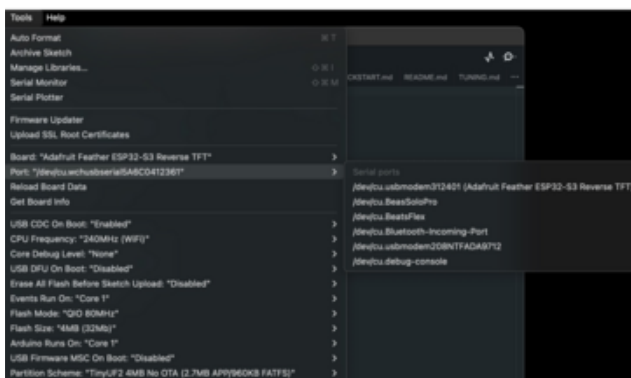 Tools Help
Auto Format ⌘ T
Archive Sketch
Manage Libraries... ⇧ ⌘ I
Serial Monitor ⇧ ⌘ M
Serial Plotter
CKSTART.md README.md TUNING.md ...
Firmware Updater
Upload SSL Root Certificates
Board: "Adafruit Feather ESP32-S3 Reverse TFT"
Port: "/dev/cu.wchusbserial5A6C0412361"
Reload Board Data
Get Board Info
Serial ports
/dev/cu.usbmodem312401 (Adafruit Feather ESP32-S3 Reverse TFT
/dev/cu.BeasSoloPro
/dev/cu.BeatsFlex
/dev/cu.Bluetooth-Incoming-Port
/dev/cu.usbmodem208NTFADA9712
/dev/cu.debug-console
USB CDC On Boot: "Enabled"
CPU Frequency: "240MHz (WiFi)"
Core Debug Level: "None"
USB DFU On Boot: "Disabled"
Erase All Flash Before Sketch Upload: "Disabled"
Events Run On: "Core 1"
Flash Mode: "QIO 80MHz"
Flash Size: "4MB (32Mb)"
Arduino Runs On: "Core 1"
USB Firmware MSC On Boot: "Disabled"
Partition Scheme: "TinyUF2 4MB No OTA (2.7MB APP/960KB FATFS)"